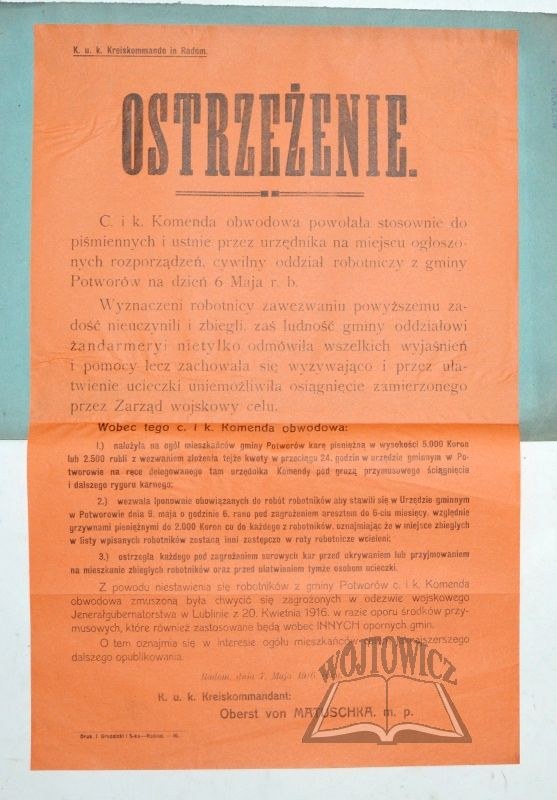 K. u. k. Kreiskommando in Radom.
OSTRZEŻENIE.
C. i k. Komenda obwodowa powołała stosownie do
piśmiennych i ustnie przez urzędnika na miejscu ogłoszo-
nych rozporządzeń, cywilny oddział robotniczy z gminy
Potworów na dzień 6 Maja r. b.
Wyznaczeni robotnicy zawezwaniu powyższemu za-
dość nieuczynili i zbiegli, zaś ludność gminy oddziałowi
żandarmeryi nietylko odmówiła wszelkich wyjaśnień
i pomocy lecz zachowała się wyzywająco i przez uła-
twienie ucieczki uniemożliwiła osiągnięcie zamierzonego
przez Zarząd wojskowy celu.
Wobec tego c. i k. Komenda obwodowa:
1.) nałożyła na ogół mieszkańców gminy Potworów karę pieniężną w wysokości 5.000 Koron
lub 2.500 rubli z wezwaniem złożenia tejże kwoty w przeciągu 24. godzin w urzędzie gminnym w Po-
tworowie na ręce delegowanego tam urzędnika Komendy pod grozą przymusowego ściągnięcia
i dalszego rygoru karnego;
2.) wezwała ponownie obowiązanych do robót robotników aby stawili się w Urzędzie gminnym
w Potworowie dnia 9. maja o godzinie 6. rano pod zagrożeniem aresztem do 6-ciu miesięcy, względnie
grzywnami pieniężnymi do 2.000 Koron co do każdego z robotników, oznajmiając że w miejsce zbiegłych
w listy wpisanych robotników zostaną inni zastępczo w roty robotnicze wcieleni;
3.) ostrzegła każdego pod zagrożeniem surowych kar przed ukrywaniem lub przyjmowaniem
na mieszkanie zbiegłych robotników oraz przed ułatwieniem tymże osobom ucieczki.
Z powodu niestawienia się robotników z gminy Potworów c. i k. Komenda
obwodowa zmuszoną była chwycić się zagrożonych w odezwie wojskowego
Jenerałgubernatorstwa w Lublinie z 20. Kwietnia 1916. w razie oporu środków przy-
musowych, które również zastosowane będą wobec INNYCH opornych gmin.
O tem oznajmia się w interesie ogółu mieszkańców
dalszego opublikowania.
Radom, dnia 7. Maja 1916.
K. u. k. Kreiskommandant:
Oberst von MATUSCHKA. m. p.
Druk. J. Grodzicki i S-ka—Radom. — 16.
WÓJTOWICZ